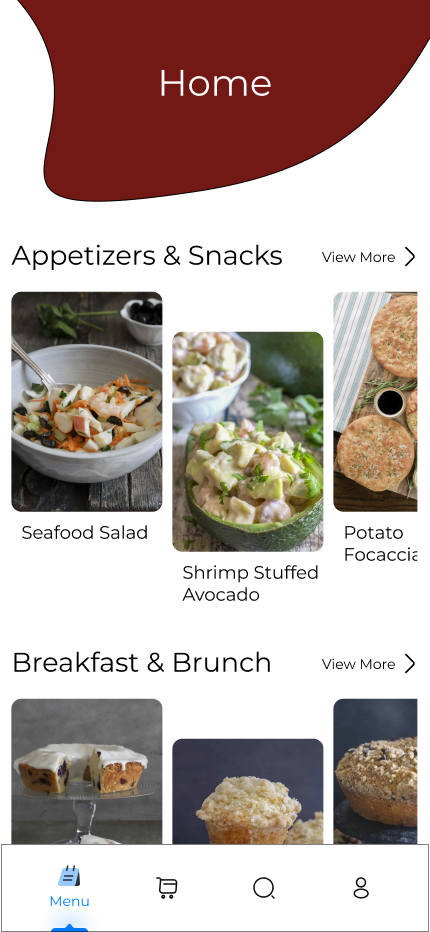 Home
Appetizers & Snacks
View More
Seafood Salad
Shrimp Stuffed
Avocado
Potato
Focaccia
Breakfast & Brunch
View More
Menu